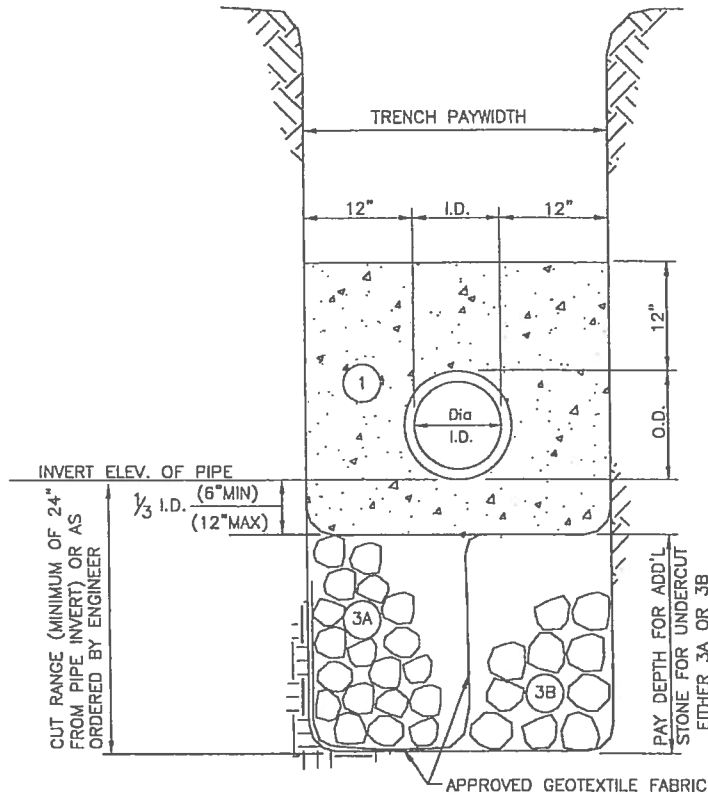 TRENCH PAYWIDTH
12"
I.D.
12"
12"
1
Dia
I.D.
O.D.
INVERT ELEV. OF PIPE
1/3 I.D.
(6"MIN)
(12"MAX)
CUT RANGE (MINIMUM OF 24"
FROM PIPE INVERT) OR AS
ORDERED BY ENGINEER
3A
3B
PAY DEPTH FOR ADD'L
STONE FOR UNDERCUT
EITHER 3A OR 3B
APPROVED GEOTEXTILE FABRIC